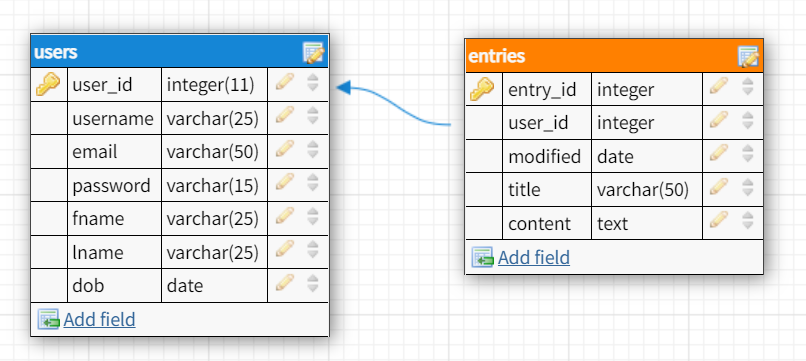 users
user_id integer(11)
username varchar(25)
email varchar(50)
password varchar(15)
fname varchar(25)
lname varchar(25)
dob date
Add field
entries
entry_id integer
user_id integer
modified date
title varchar(50)
content text
Add field